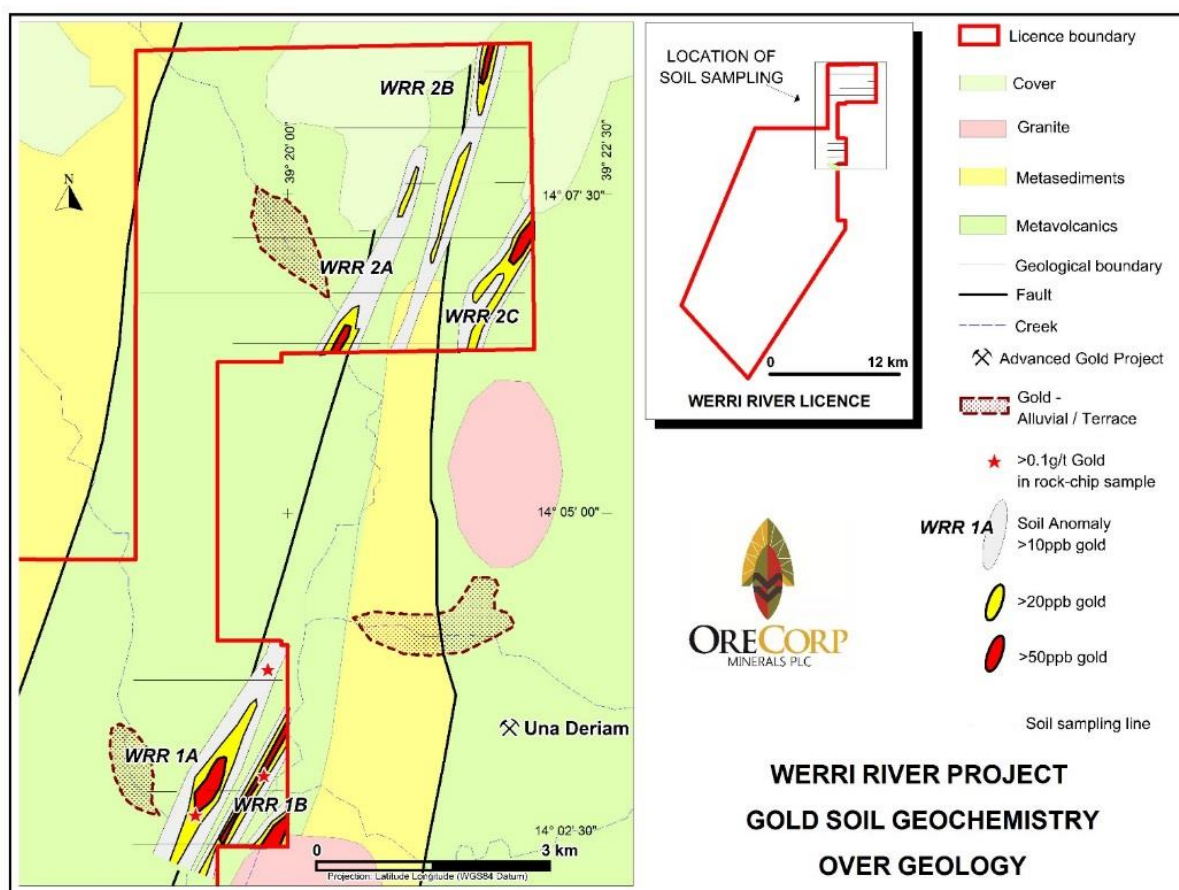 WRR 2B
39° 20' 00"
39° 22' 30"
N
14° 07' 30"
WRR 2A
WRR 2C
14° 05' 00"
Una Deriam
WRR 1A
WRR 1B
14° 02' 30"
0 3 km
Projection: Latitude Longitude (WGS84 Datum)
LOCATION OF
SOIL SAMPLING
0 12 km
WERRI RIVER LICENCE
ORECORP
MINERALS PLC
Licence boundary
Cover
Granite
Metasediments
Metavolcanics
Geological boundary
Fault
Creek
Advanced Gold Project
Gold -
Alluvial / Terrace
>0.1g/t Gold
in rock-chip sample
WRR 1A
Soil Anomaly
>10ppb gold
>20ppb gold
>50ppb gold
Soil sampling line
WERRI RIVER PROJECT
GOLD SOIL GEOCHEMISTRY
OVER GEOLOGY